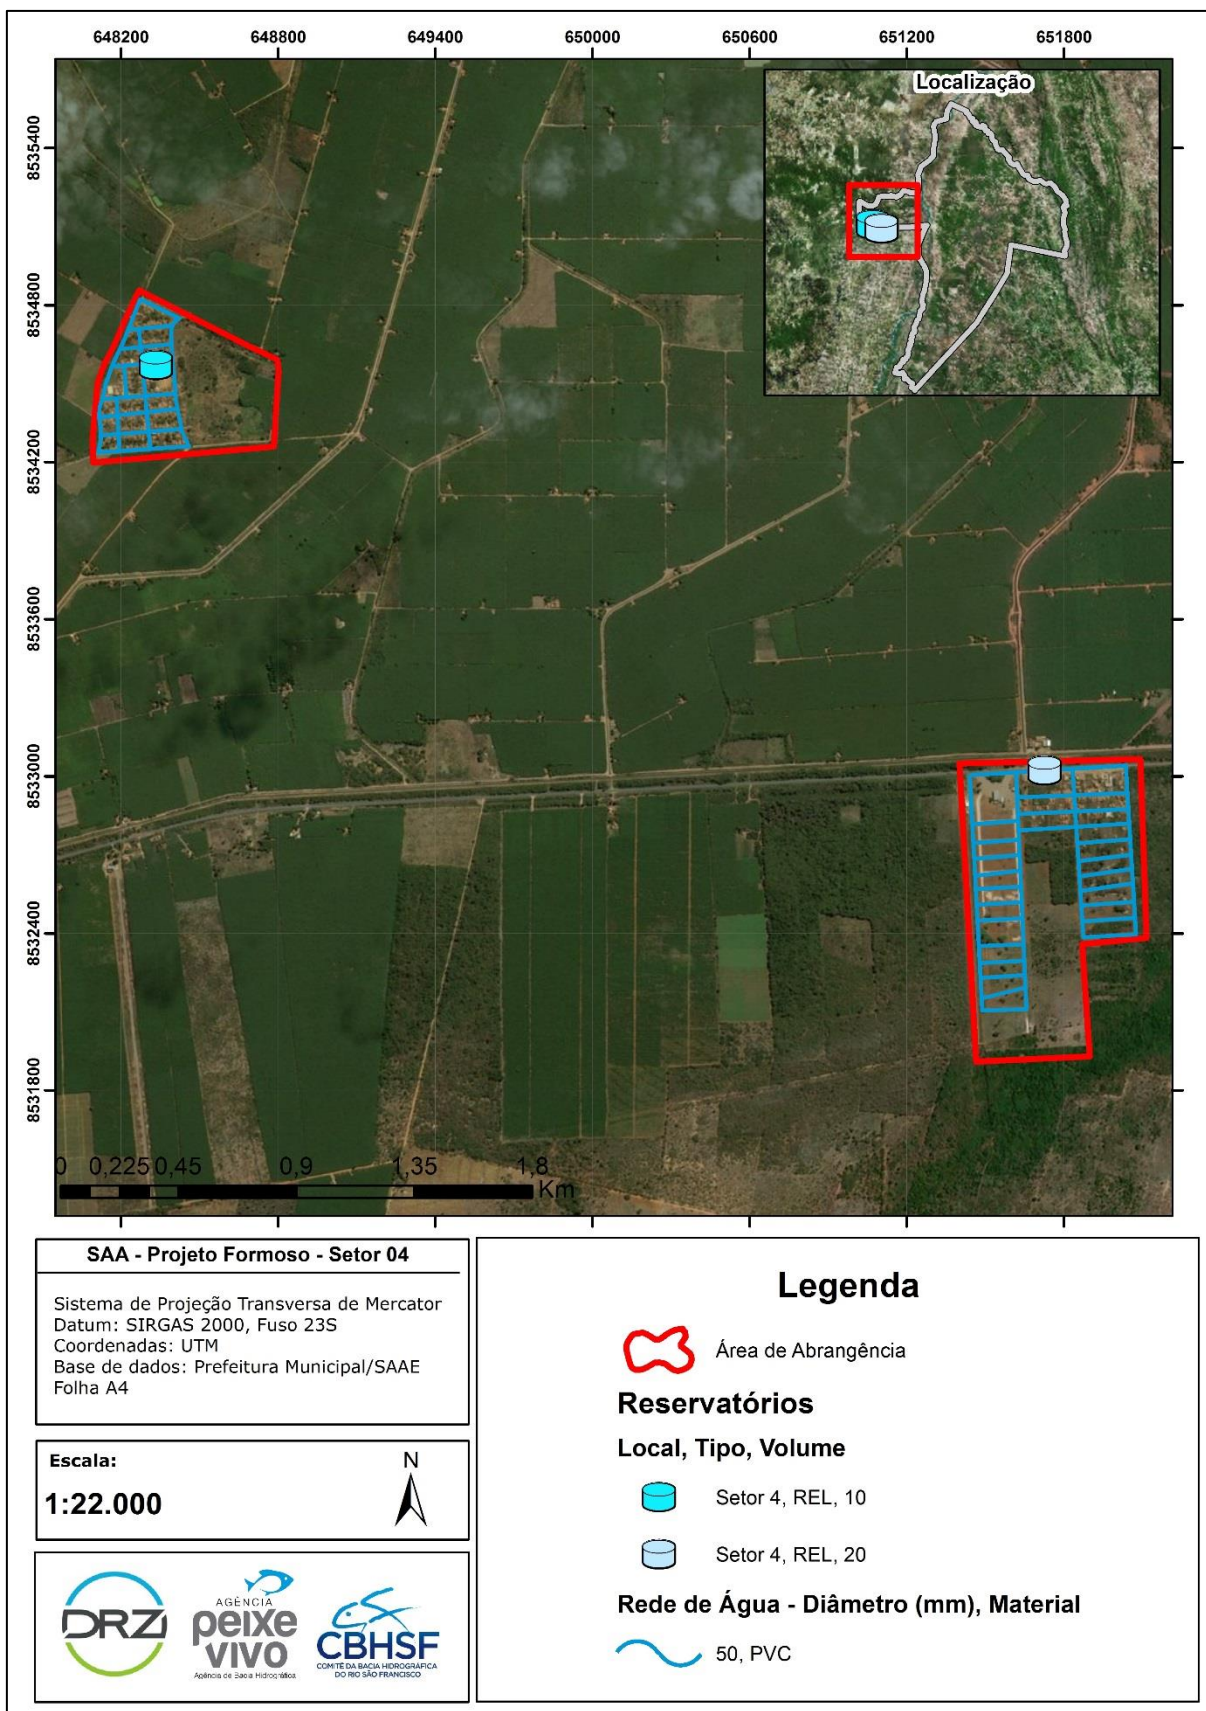 648200 648800 649400 650000 650600 651200 651800
Localização
8535400
8534800
8534200
8533600
8533000
8532400
8531800
0 0,225 0,45 0,9 1,35 1,8
Km
SAA - Projeto Formoso - Setor 04
Sistema de Projeção Transversa de Mercator
Datum: SIRGAS 2000, Fuso 23S
Coordenadas: UTM
Base de dados: Prefeitura Municipal/SAAE
Folha A4
Escala:
1:22.000
N
DRZ
AGÊNCIA
peixe
vivo
Agência de Bacia Hidrográfica
CBHSF
COMITÊ DA BACIA HIDROGRÁFICA
DO RIO SÃO FRANCISCO
Legenda
Área de Abrangência
Reservatórios
Local, Tipo, Volume
Setor 4, REL, 10
Setor 4, REL, 20
Rede de Água - Diâmetro (mm), Material
50, PVC